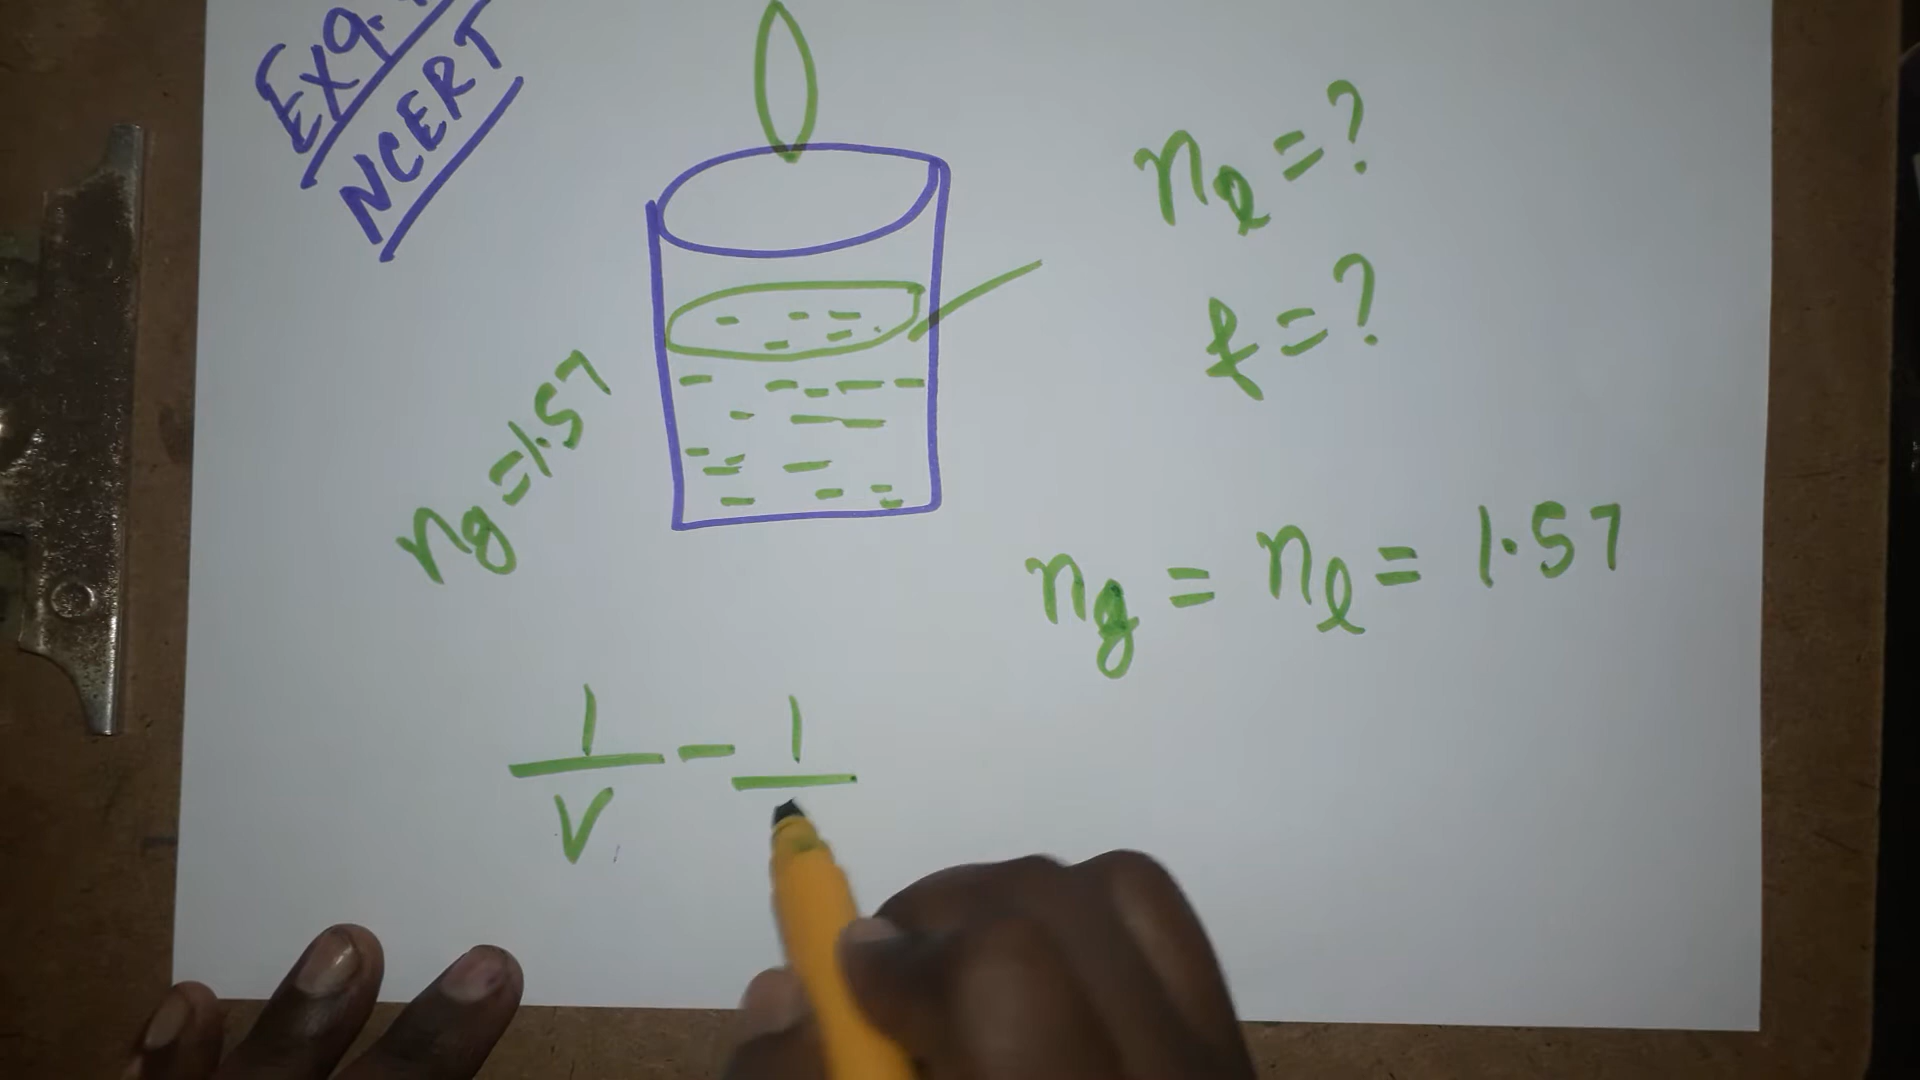 Ex9.
NCERT
nl = ?
f = ?
ng = 1.57
ng = nl = 1.57
1/V - 1/